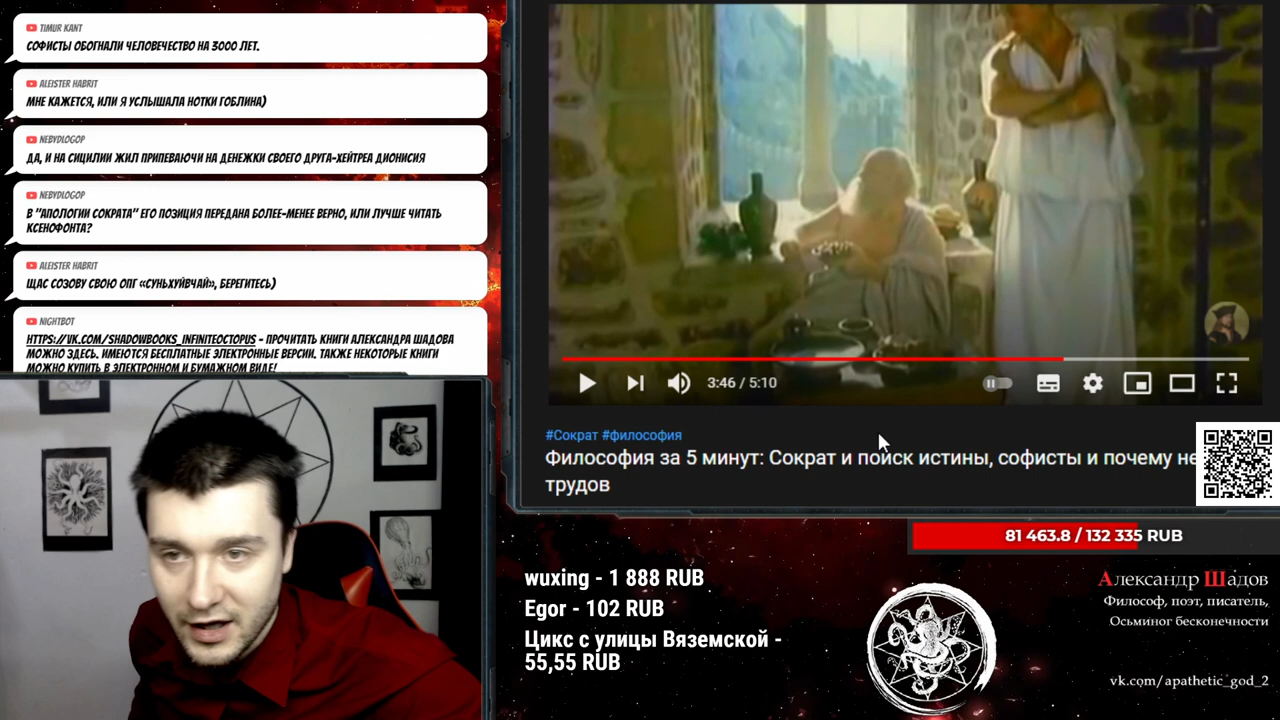 TIMUR KANT
СОФИСТЫ ОБОГНАЛИ ЧЕЛОВЕЧЕСТВО НА 3000 ЛЕТ.
ALEISTER HABRIT
МНЕ КАЖЕТСЯ, ИЛИ Я УСЛЫШАЛА НОТКИ ГОБЛИНА)
NEBYDLOGOP
ДА, И НА СИЦИЛИИ ЖИЛ ПРИПЕВАЮЧИ НА ДЕНЕЖКИ СВОЕГО ДРУГА-ХЕЙТРЕА ДИОНИСИЯ
NEBYDLOGOP
В "АПОЛОГИИ СОКРАТА" ЕГО ПОЗИЦИЯ ПЕРЕДАНА БОЛЕЕ-МЕНЕЕ ВЕРНО, ИЛИ ЛУЧШЕ ЧИТАТЬ
КСЕНОФОНТА?
ALEISTER HABRIT
ЩАС СОЗОВУ СВОЮ ОПГ «СУНЬХУЙВЧАЙ», БЕРЕГИТЕСЬ)
NIGHTBOT
HTTPS://VK.COM/SHADOWBOOKS_INFINITEOCTOPUS - ПРОЧИТАТЬ КНИГИ АЛЕКСАНДРА ШАДОВА
МОЖНО ЗДЕСЬ. ИМЕЮТСЯ БЕСПЛАТНЫЕ ЭЛЕКТРОННЫЕ ВЕРСИИ. ТАКЖЕ НЕКОТОРЫЕ КНИГИ
МОЖНО КУПИТЬ В ЭЛЕКТРОННОМ И БУМАЖНОМ ВИДЕ!
3:46 / 5:10
#Сократ #философия
Философия за 5 минут: Сократ и поиск истины, софисты и почему не
трудов
81 463.8 / 132 335 RUB
wuxing - 1 888 RUB
Egor - 102 RUB
Цикс с улицы Вяземской -
55,55 RUB
Александр Шадов
Философ, поэт, писатель,
Осьминог бесконечности
vk.com/apathetic_god_2